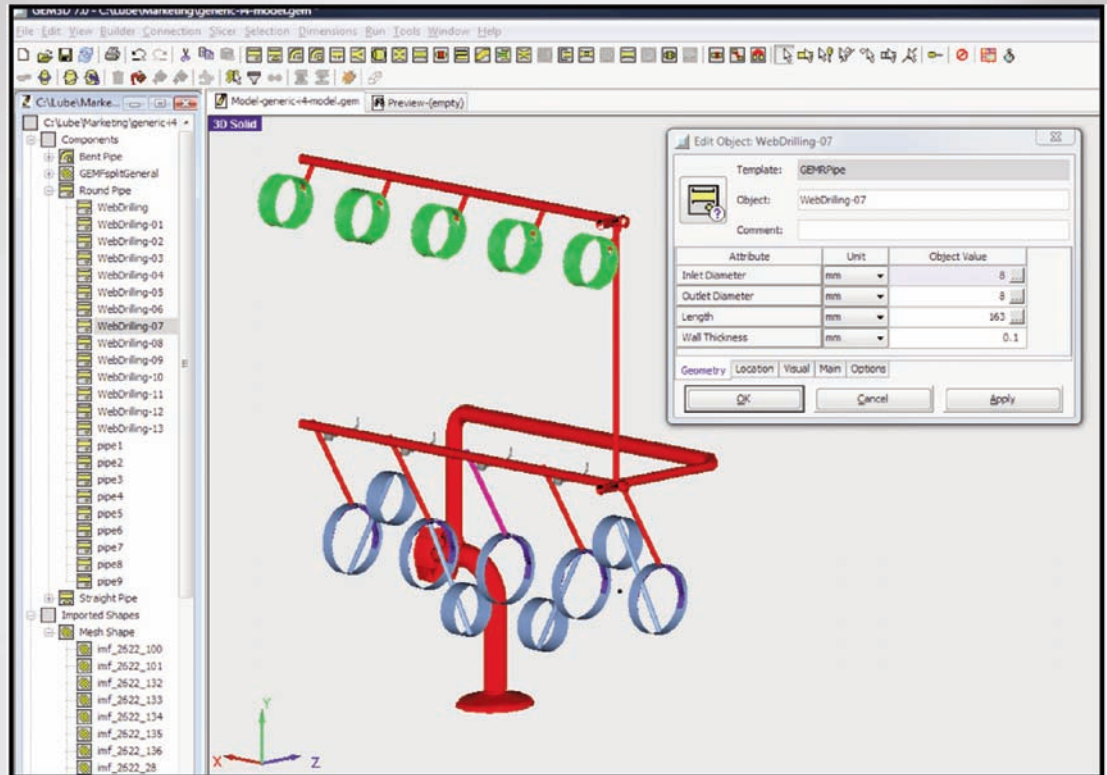 GEM3D 7.0 - C:\Lube\Marketing\generic-i4-model.gem *
File Edit View Builder Connection Slicer Selection Dimensions Run Tools Window Help
C:\Lube\Marke...
Model-generic-i4-model.gem
Preview-(empty)
C:\Lube\Marketing\generic-i4
Components
Bent Pipe
GEMFsplitGeneral
Round Pipe
WebDrilling
WebDrilling-01
WebDrilling-02
WebDrilling-03
WebDrilling-04
WebDrilling-05
WebDrilling-06
WebDrilling-07
WebDrilling-08
WebDrilling-09
WebDrilling-10
WebDrilling-11
WebDrilling-12
WebDrilling-13
pipe1
pipe2
pipe3
pipe4
pipe5
pipe6
pipe7
pipe8
pipe9
Straight Pipe
Imported Shapes
Mesh Shape
imf_2622_100
imf_2622_101
imf_2622_132
imf_2622_133
imf_2622_134
imf_2622_135
imf_2622_136
imf_2622_28
3D Solid
Edit Object: WebDrilling-07
Template: GEMRPipe
Object: WebDrilling-07
Comment:
Attribute Unit Object Value
Inlet Diameter mm 8 ...
Outlet Diameter mm 8 ...
Length mm 163 ...
Wall Thickness mm 0.1
Geometry Location Visual Main Options
OK Cancel Apply
Y
X
Z